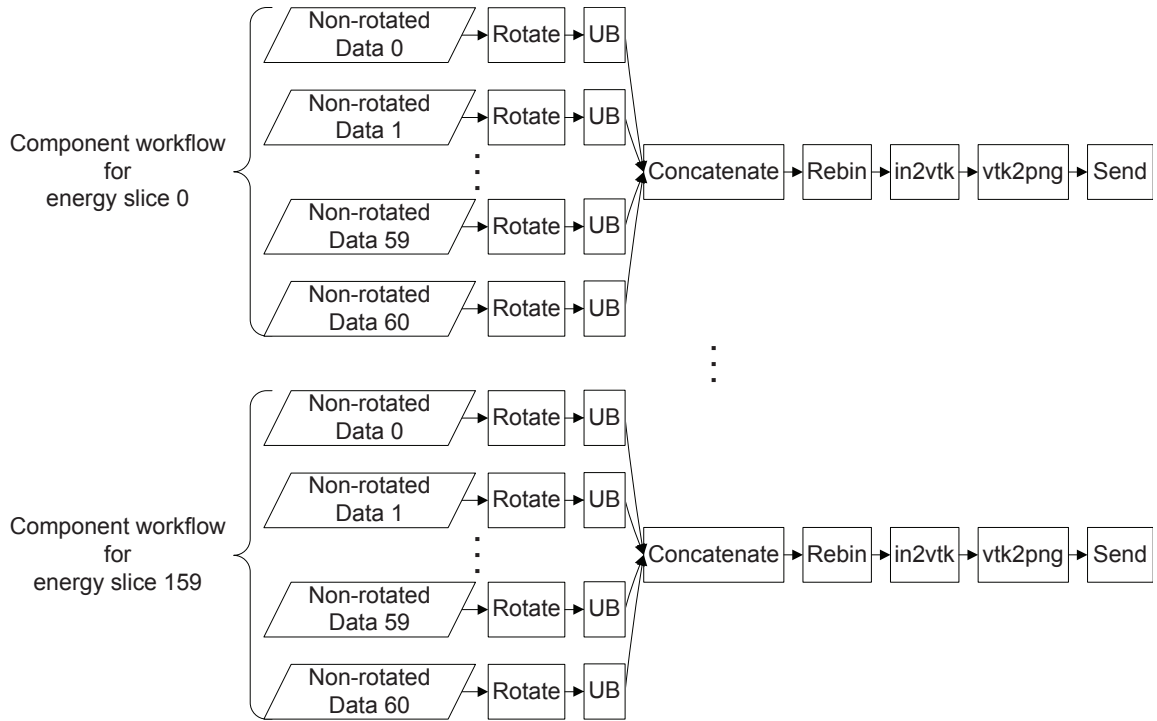 Non-rotated
Data 0
Rotate
UB
Non-rotated
Data 1
Rotate
UB
Component workflow
for
energy slice 0
Concatenate
Rebin
in2vtk
vtk2png
Send
Non-rotated
Data 59
Rotate
UB
Non-rotated
Data 60
Rotate
UB
Non-rotated
Data 0
Rotate
UB
Non-rotated
Data 1
Rotate
UB
Component workflow
for
energy slice 159
Concatenate
Rebin
in2vtk
vtk2png
Send
Non-rotated
Data 59
Rotate
UB
Non-rotated
Data 60
Rotate
UB